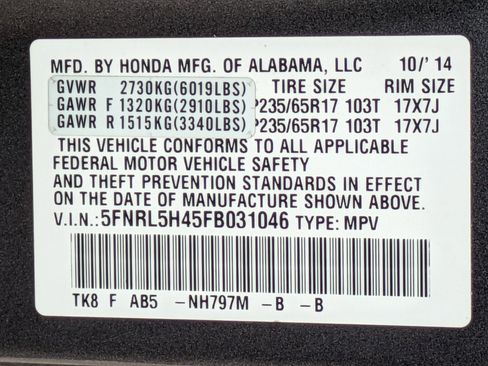 MFD. BY HONDA MFG. OF ALABAMA, LLC 10/' 14
GVWR 2730KG(6019LBS) TIRE SIZE RIM SIZE
GAWR F 1320KG(2910LBS) P235/65R17 103T 17X7J
GAWR R 1515KG(3340LBS) P235/65R17 103T 17X7J
THIS VEHICLE CONFORMS TO ALL APPLICABLE
FEDERAL MOTOR VEHICLE SAFETY
AND THEFT PREVENTION STANDARDS IN EFFECT
ON THE DATE OF MANUFACTURE SHOWN ABOVE.
V.I.N.: 5FNRL5H45FB031046 TYPE: MPV
TK8 F AB5 -NH797M -B -B